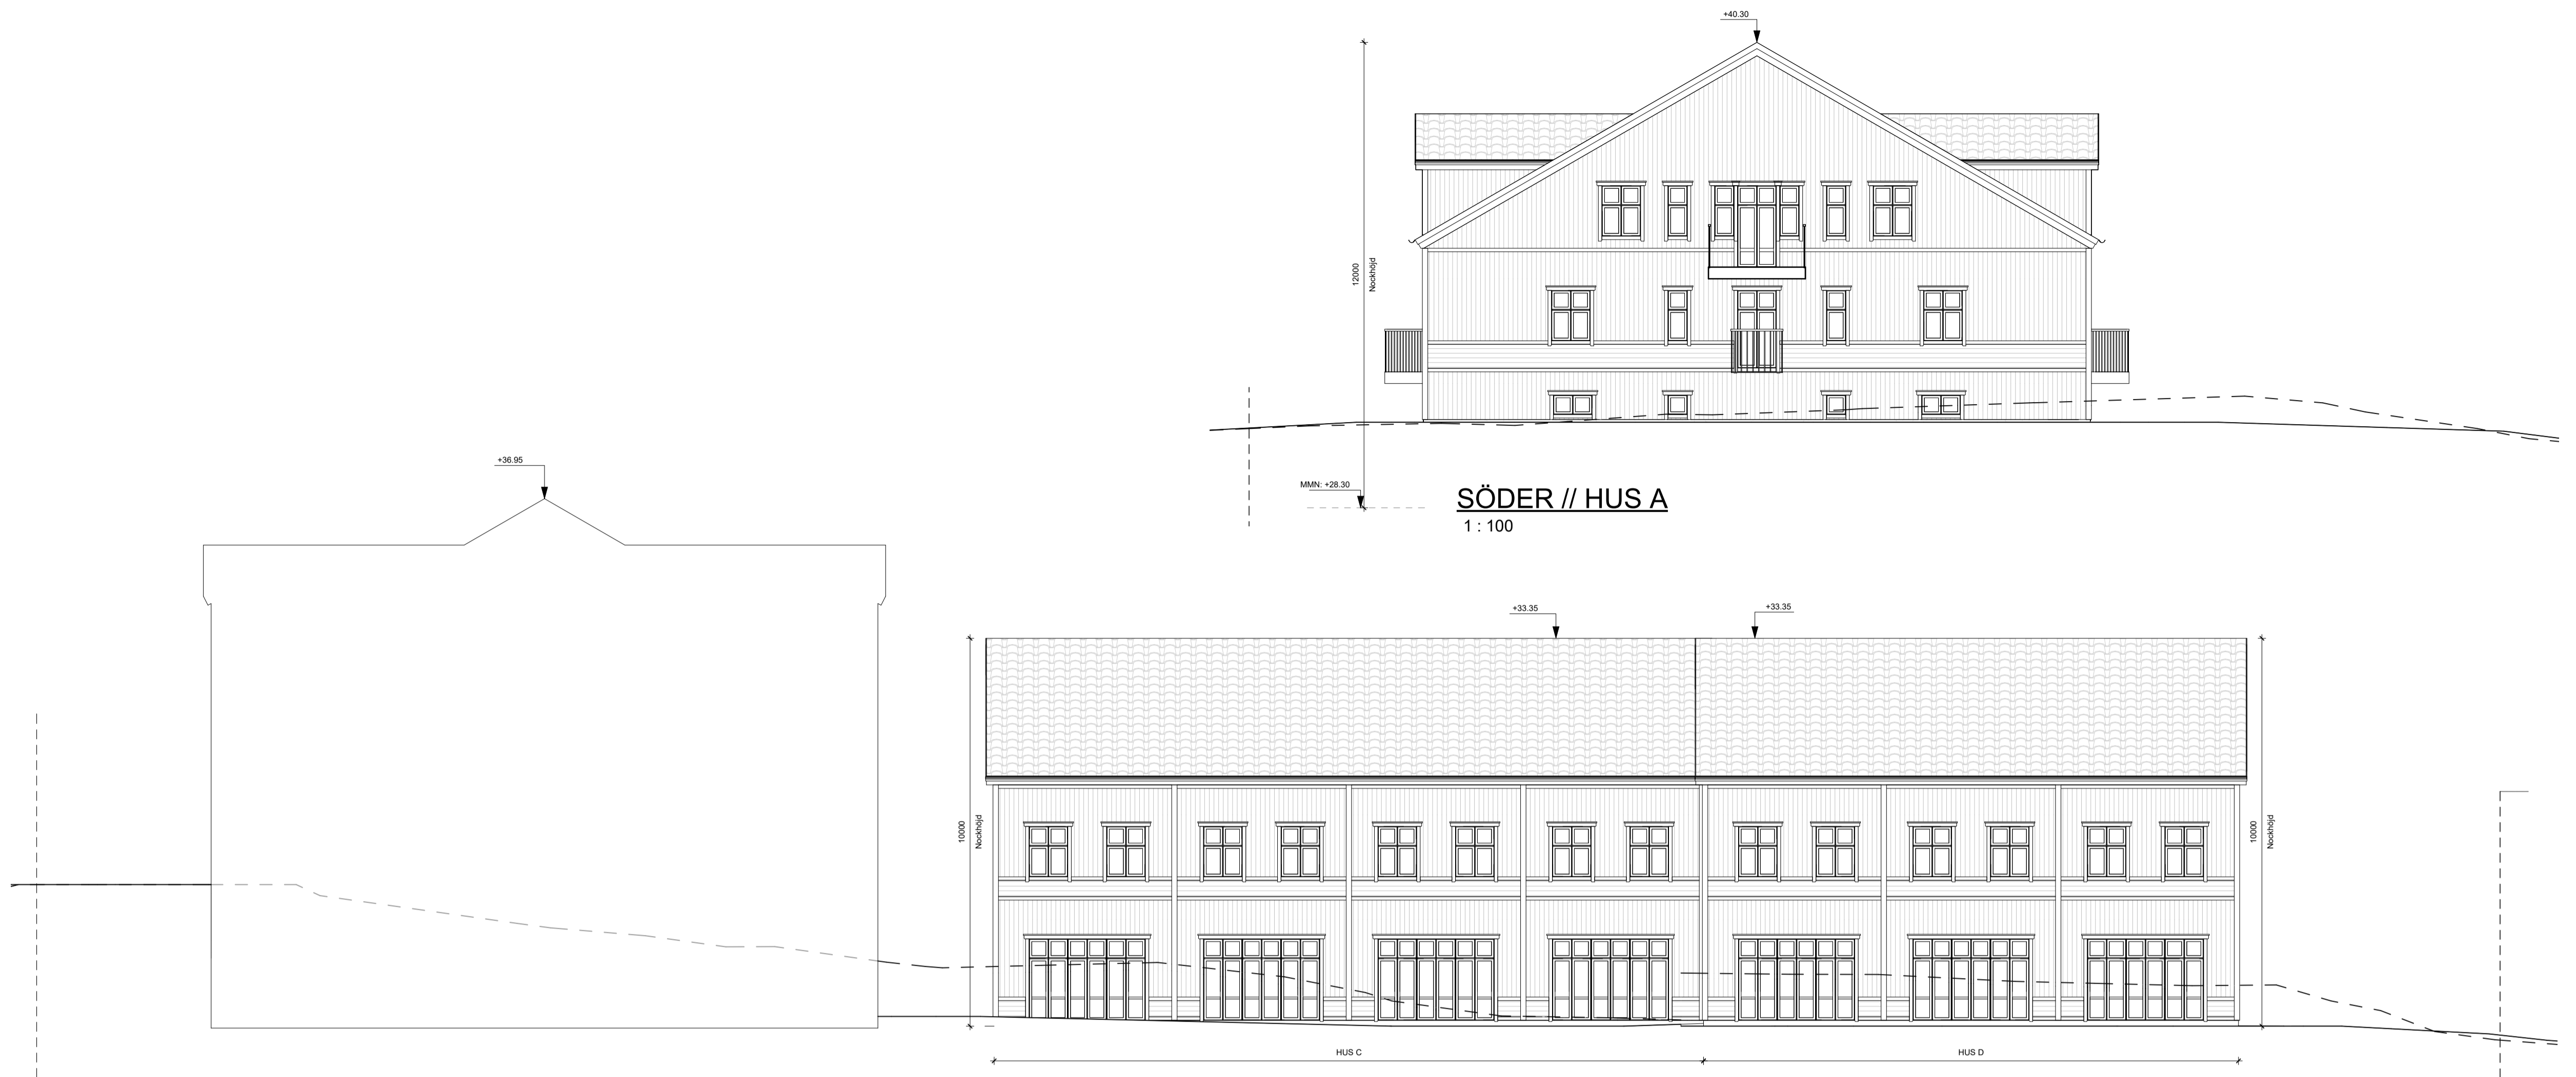 +40.30
12000
Nockhöjd
MMN: +28.30
SÖDER // HUS A
1 : 100
+36.95
+33.35
+33.35
10000
Nockhöjd
10000
Nockhöjd
HUS C
HUS D